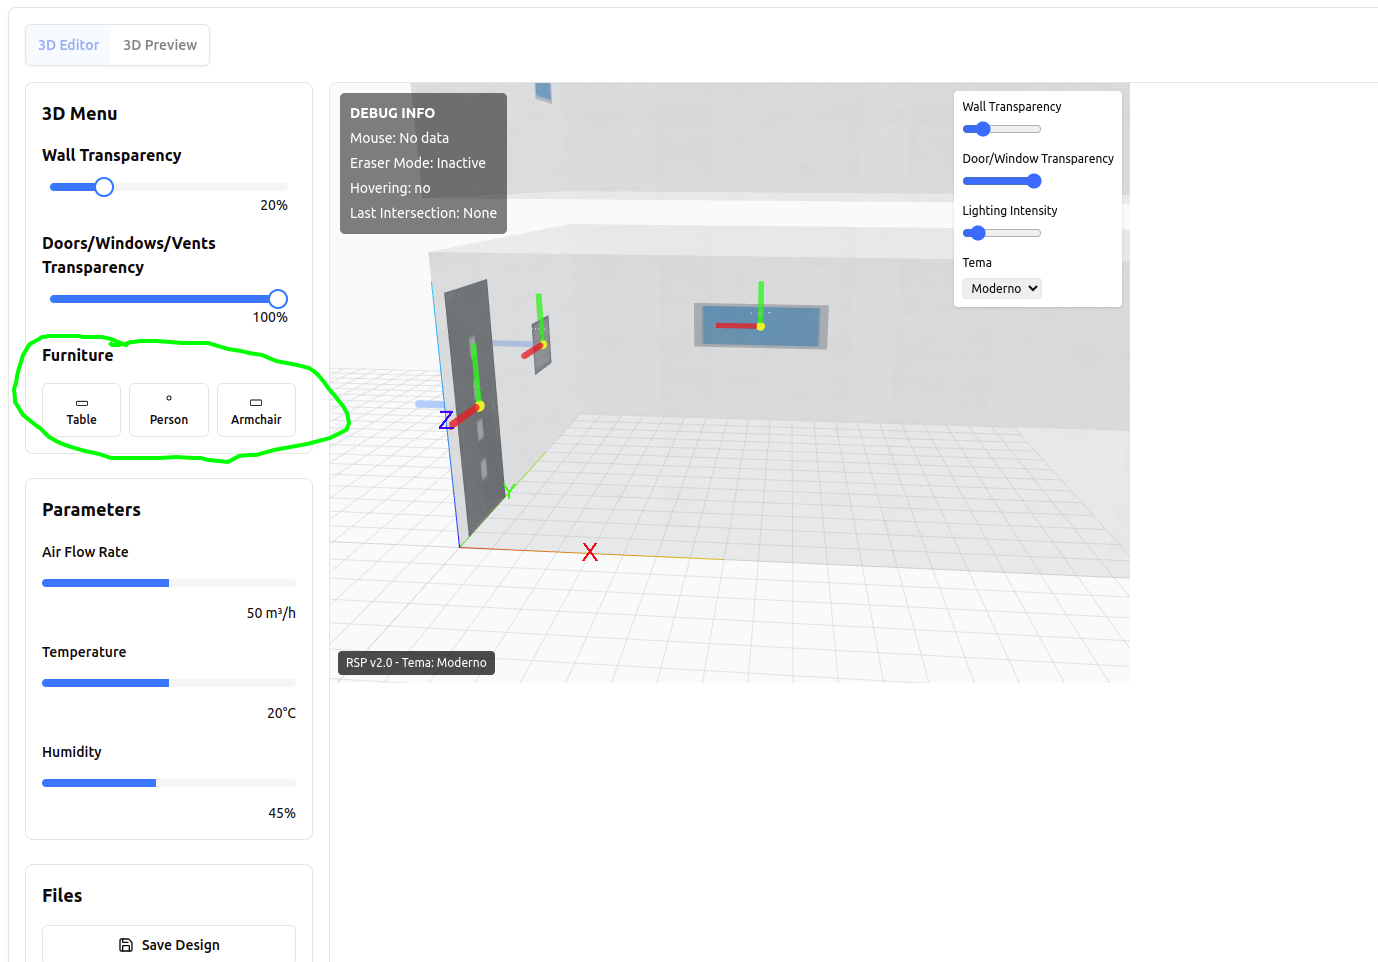 3D Editor
3D Preview
3D Menu
Wall Transparency
20%
Doors/Windows/Vents
Transparency
100%
Furniture
Table
Person
Armchair
Parameters
Air Flow Rate
50 m³/h
Temperature
20°C
Humidity
45%
Files
Save Design
DEBUG INFO
Mouse: No data
Eraser Mode: Inactive
Hovering: no
Last Intersection: None
Z
Y
X
RSP v2.0 - Tema: Moderno
Wall Transparency
Door/Window Transparency
Lighting Intensity
Tema
Moderno